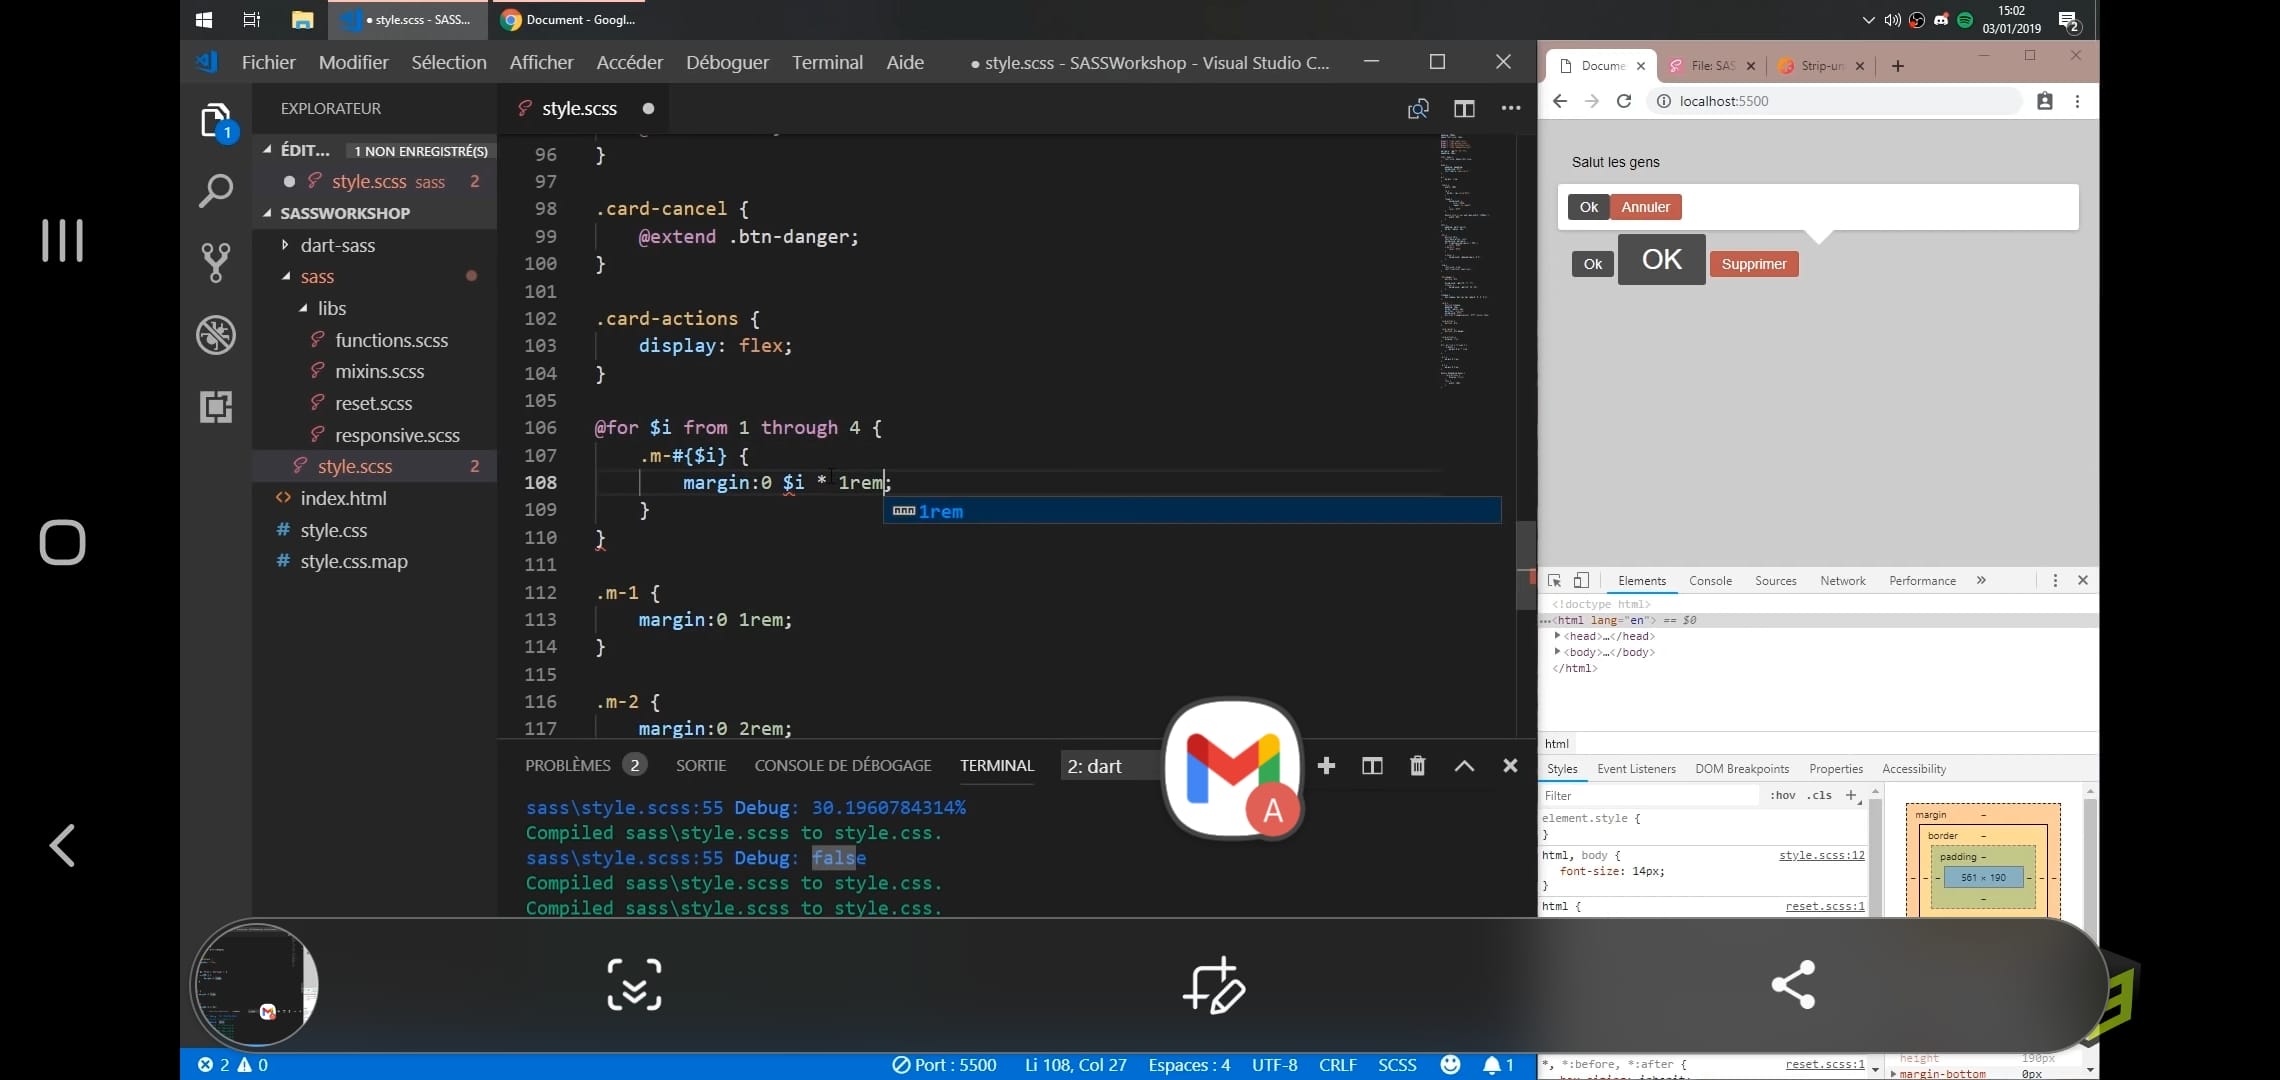 style.scss - SASS...
Document - Googl...
15:02
03/01/2019
2
Fichier Modifier Sélection Afficher Accéder Déboguer Terminal Aide
● style.scss - SASSWorkshop - Visual Studio C...
EXPLORATEUR
1
ÉDIT... 1 NON ENREGISTRÉ(S)
style.scss sass 2
SASSWORKSHOP
dart-sass
sass
libs
functions.scss
mixins.scss
reset.scss
responsive.scss
style.scss 2
index.html
# style.css
# style.css.map
style.scss
96 }
97
98 .card-cancel {
99 @extend .btn-danger;
100 }
101
102 .card-actions {
103 display: flex;
104 }
105
106 @for $i from 1 through 4 {
107 .m-#{$i} {
108 margin:0 $i * 1rem;
1rem
109 }
110 }
111
112 .m-1 {
113 margin:0 1rem;
114 }
115
116 .m-2 {
117 margin:0 2rem;
PROBLÈMES 2 SORTIE CONSOLE DE DÉBOGAGE TERMINAL 2: dart
sass\style.scss:55 Debug: 30.1960784314%
Compiled sass\style.scss to style.css.
sass\style.scss:55 Debug: false
Compiled sass\style.scss to style.css.
Compiled sass\style.scss to style.css.
A
2 0
Port : 5500 Li 108, Col 27 Espaces : 4 UTF-8 CRLF SCSS 1
Docume File: SAS Strip-un
localhost:5500
Salut les gens
Ok Annuler
Ok OK Supprimer
Elements Console Sources Network Performance »
<!doctype html>
...<html lang="en"> == $0
<head>…</head>
<body>…</body>
</html>
html
Styles Event Listeners DOM Breakpoints Properties Accessibility
Filter :hov .cls +
element.style {
}
html, body { style.scss:12
font-size: 14px;
}
html { reset.scss:1
margin –
border –
padding –
561 × 190
*, *:before, *:after { reset.scss:1
height 190px
margin-bottom 0px